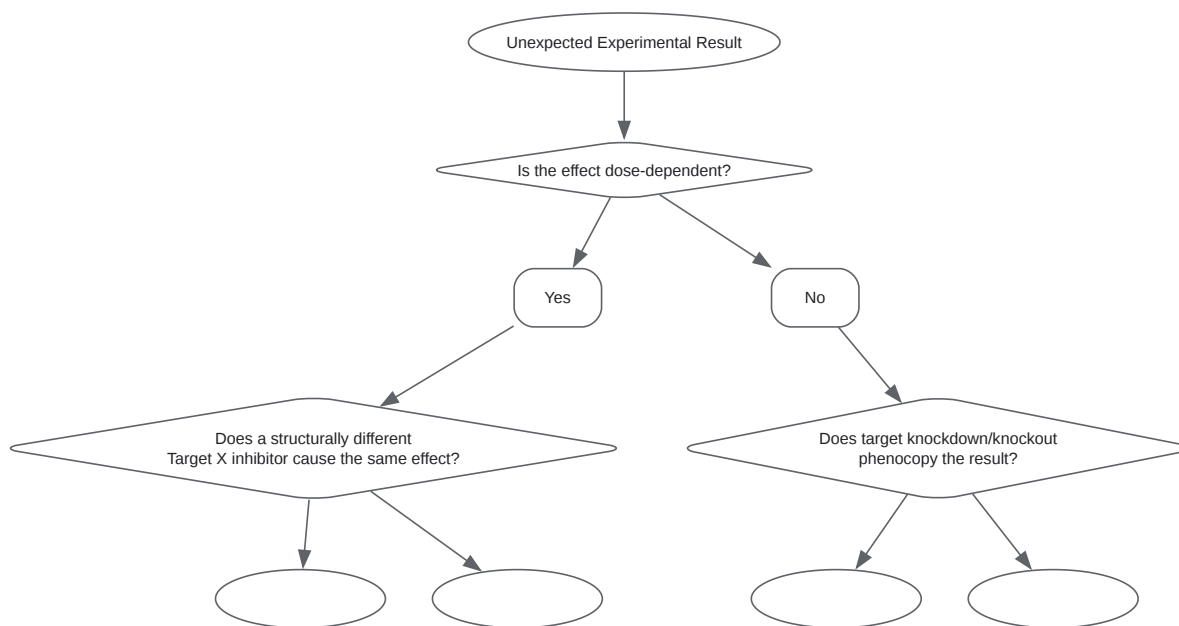 Unexpected Experimental Result
Is the effect dose-dependent?
Yes
No
Does a structurally different
Target X inhibitor cause the same effect?
Does target knockdown/knockout
phenocopy the result?